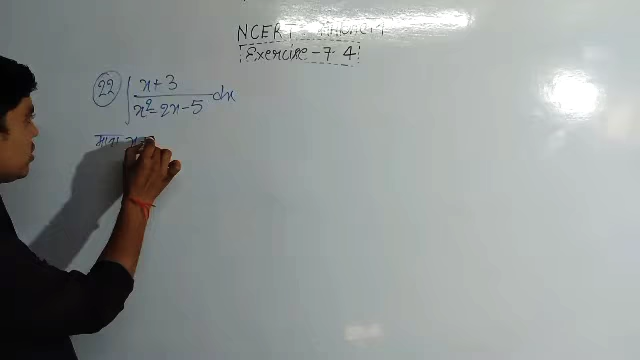 NCERT
Exercise-7.4
22 ∫ x+3 / x²-2x-5 dx
माना x+